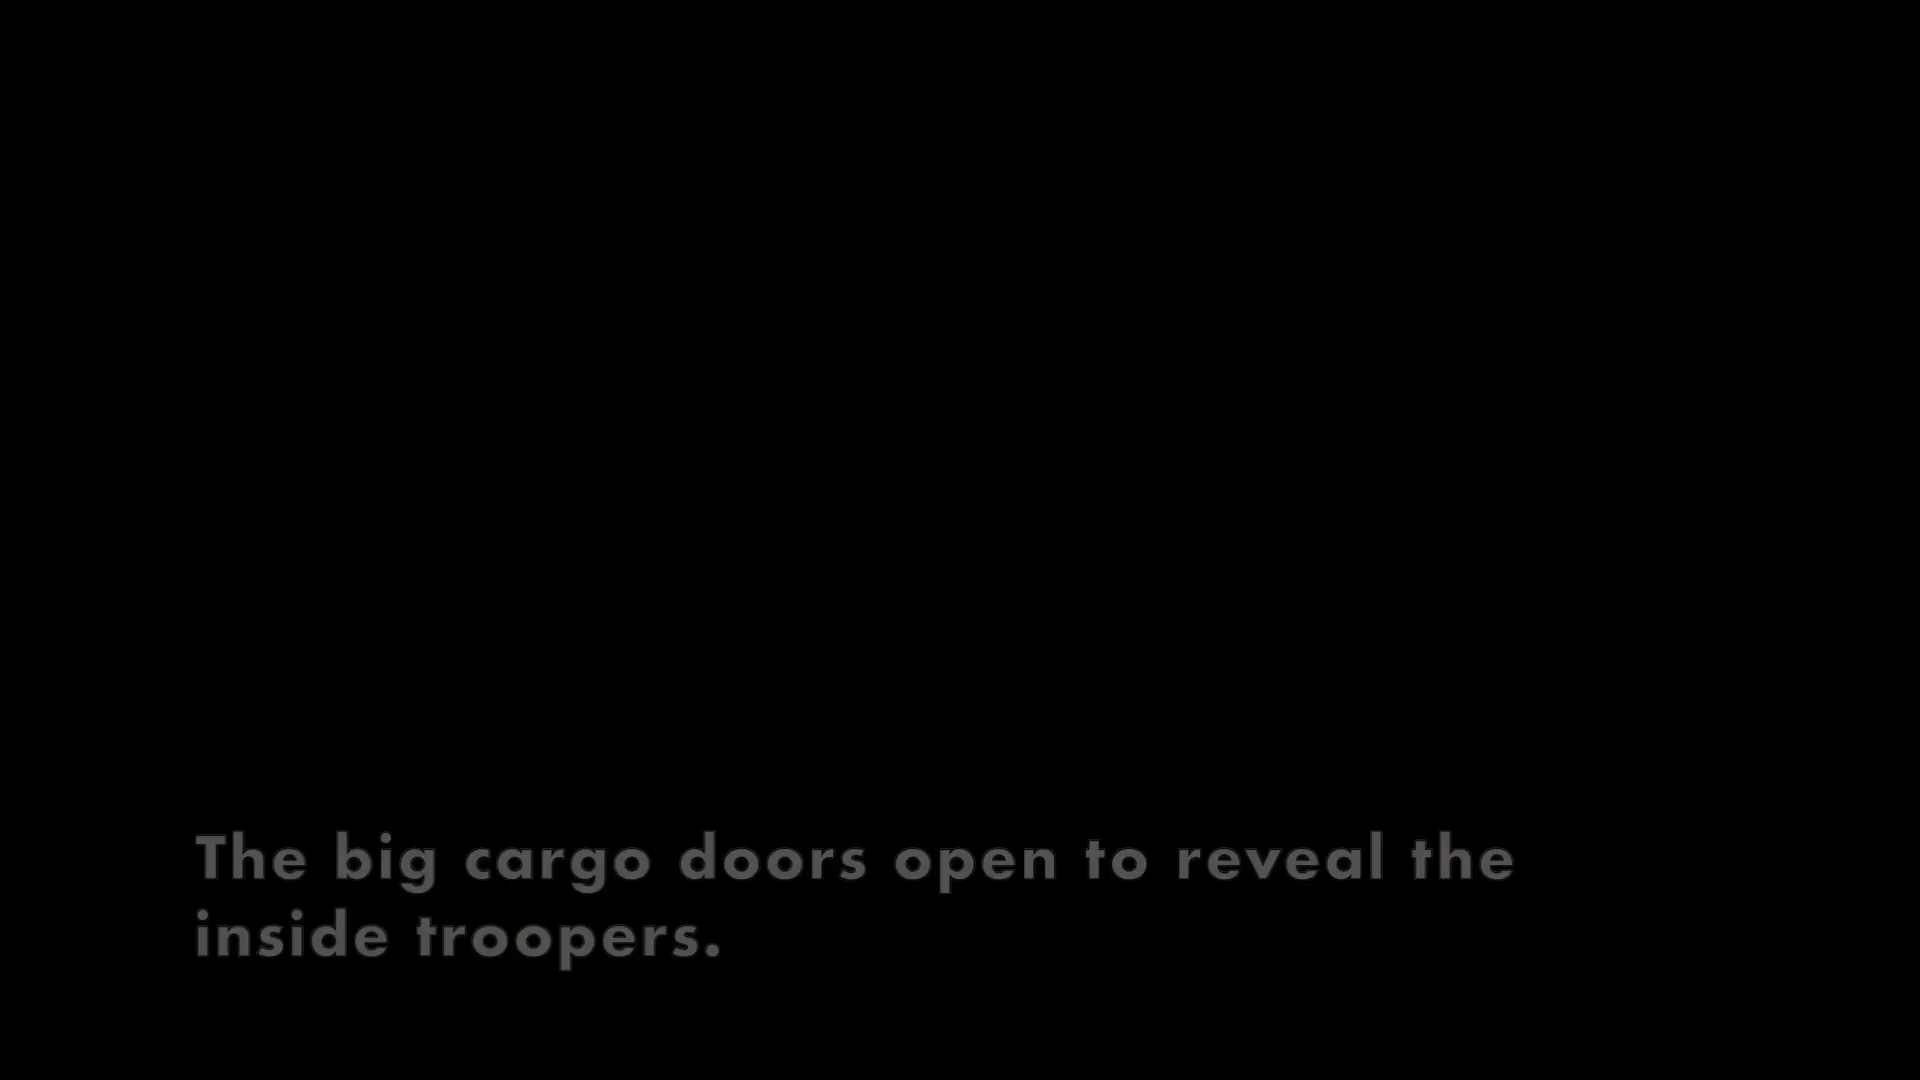 The big cargo doors open to reveal the
inside troopers.